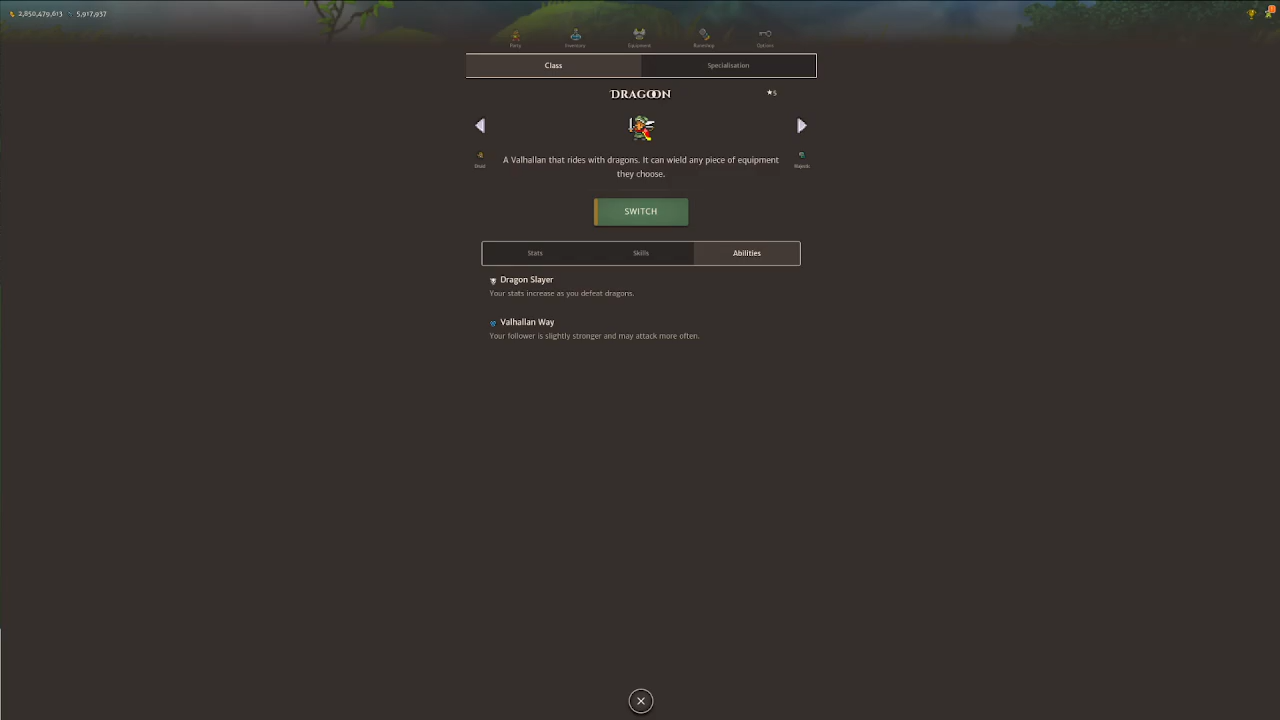 2,850,479,613 5,917,937
Party Inventory Equipment Runeshop Options
Class Specialisation
DRAGOON
★5
A Valhallan that rides with dragons. It can wield any piece of equipment
they choose.
Druid
SWITCH
Stats Skills Abilities
Dragon Slayer
Your stats increase as you defeat dragons.
Valhallan Way
Your follower is slightly stronger and may attack more often.